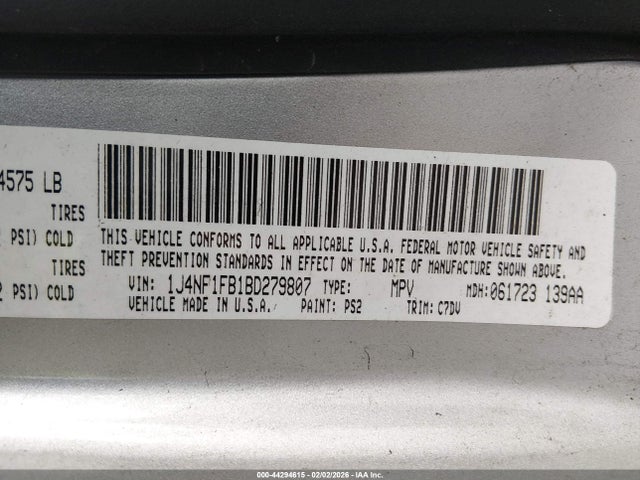 4575 LB
TIRES
PSI) COLD
TIRES
PSI) COLD
THIS VEHICLE CONFORMS TO ALL APPLICABLE U.S.A. FEDERAL MOTOR VEHICLE SAFETY AND
THEFT PREVENTION STANDARDS IN EFFECT ON THE DATE OF MANUFACTURE SHOWN ABOVE.
VIN: 1J4NF1FB1BD279807 TYPE: MPV MDH: 061723 139AA
VEHICLE MADE IN U.S.A. PAINT: PS2 TRIM: C7DV
000-44294615 - 02/02/2026 - IAA Inc.